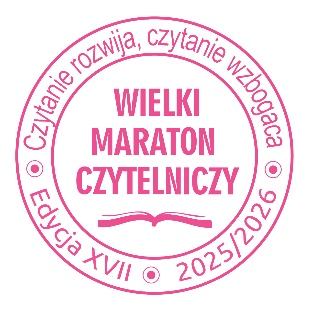 Czytanie rozwija, czytanie wzbogaca
WIELKI
MARATON
CZYTELNICZY
Edycja XVII
2025/2026